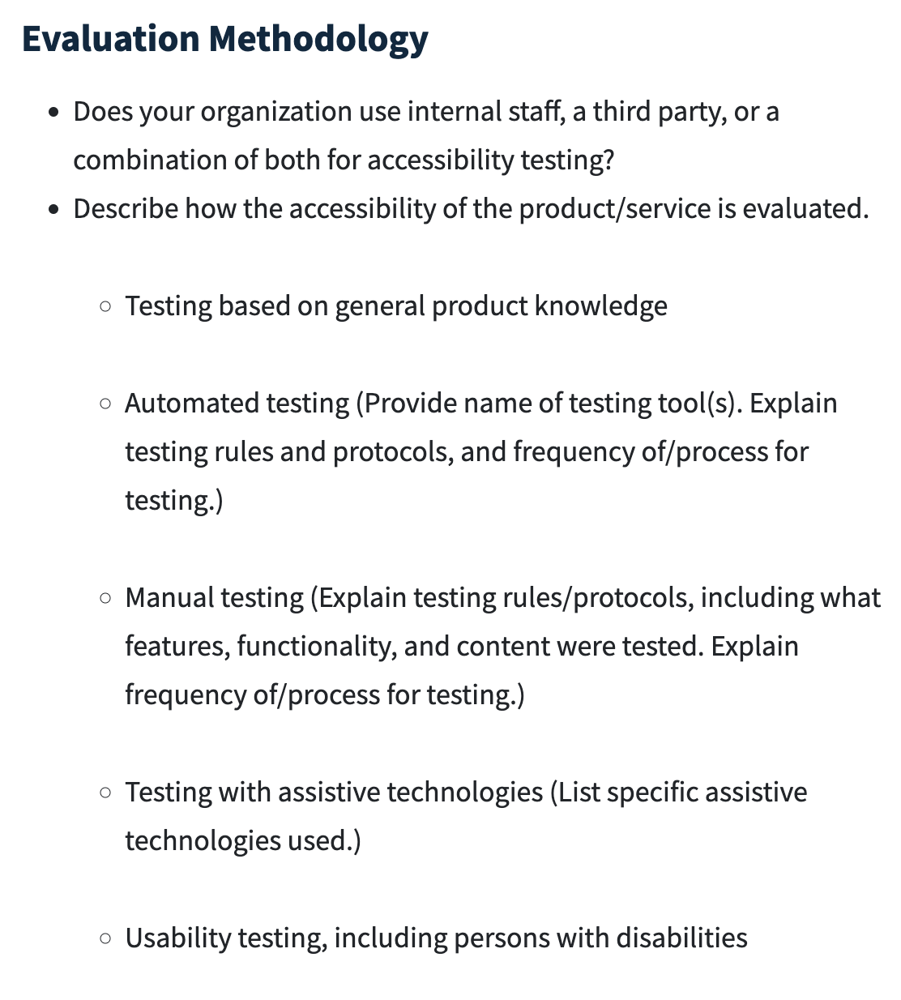 Evaluation Methodology
• Does your organization use internal staff, a third party, or a
combination of both for accessibility testing?
• Describe how the accessibility of the product/service is evaluated.
○ Testing based on general product knowledge
○ Automated testing (Provide name of testing tool(s). Explain
testing rules and protocols, and frequency of/process for
testing.)
○ Manual testing (Explain testing rules/protocols, including what
features, functionality, and content were tested. Explain
frequency of/process for testing.)
○ Testing with assistive technologies (List specific assistive
technologies used.)
○ Usability testing, including persons with disabilities